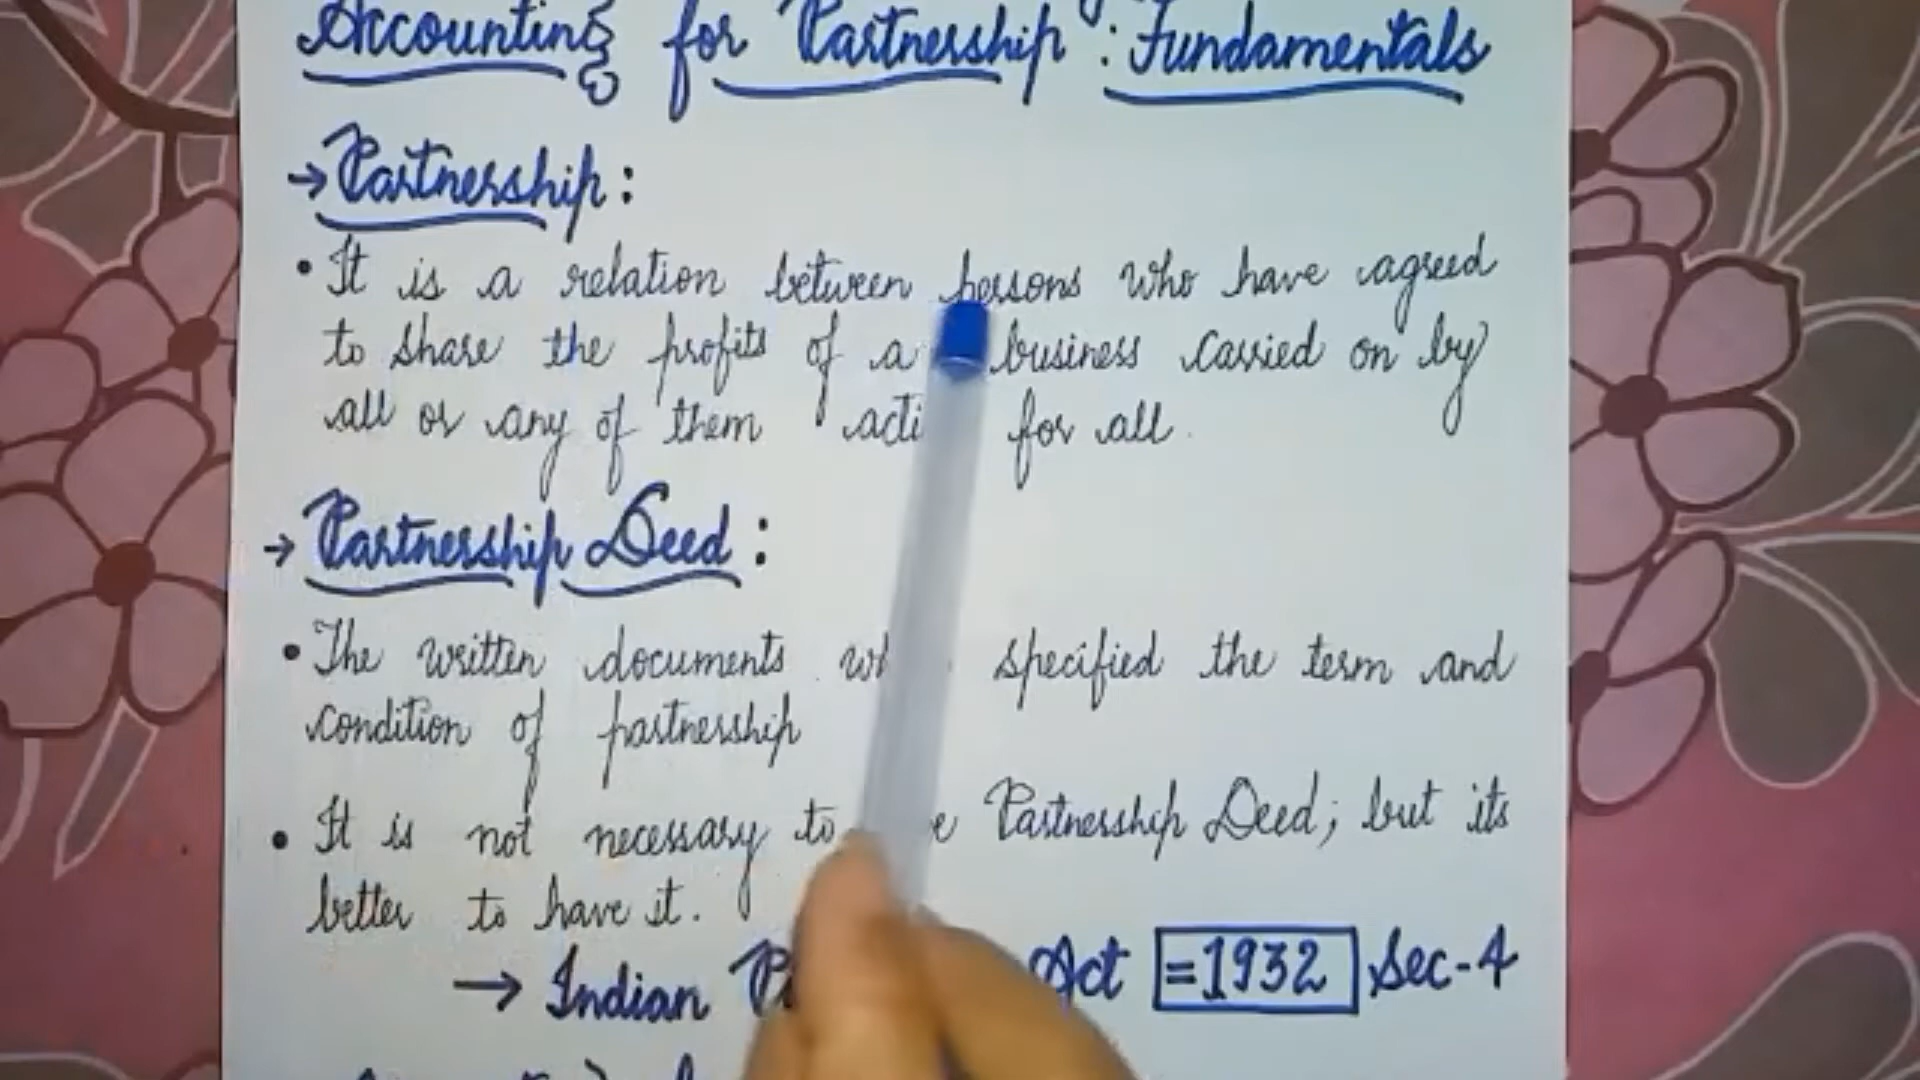 Accounting for Partnership : Fundamentals
→ Partnership :
• It is a relation between persons who have agreed
to share the profits of a business carried on by
all or any of them for all.
→ Partnership Deed :
• The written documents specified the term and
condition of partnership
• It is not necessary to Partnership Deed; but its
better to have it.
→ Indian Act =1932 Sec-4